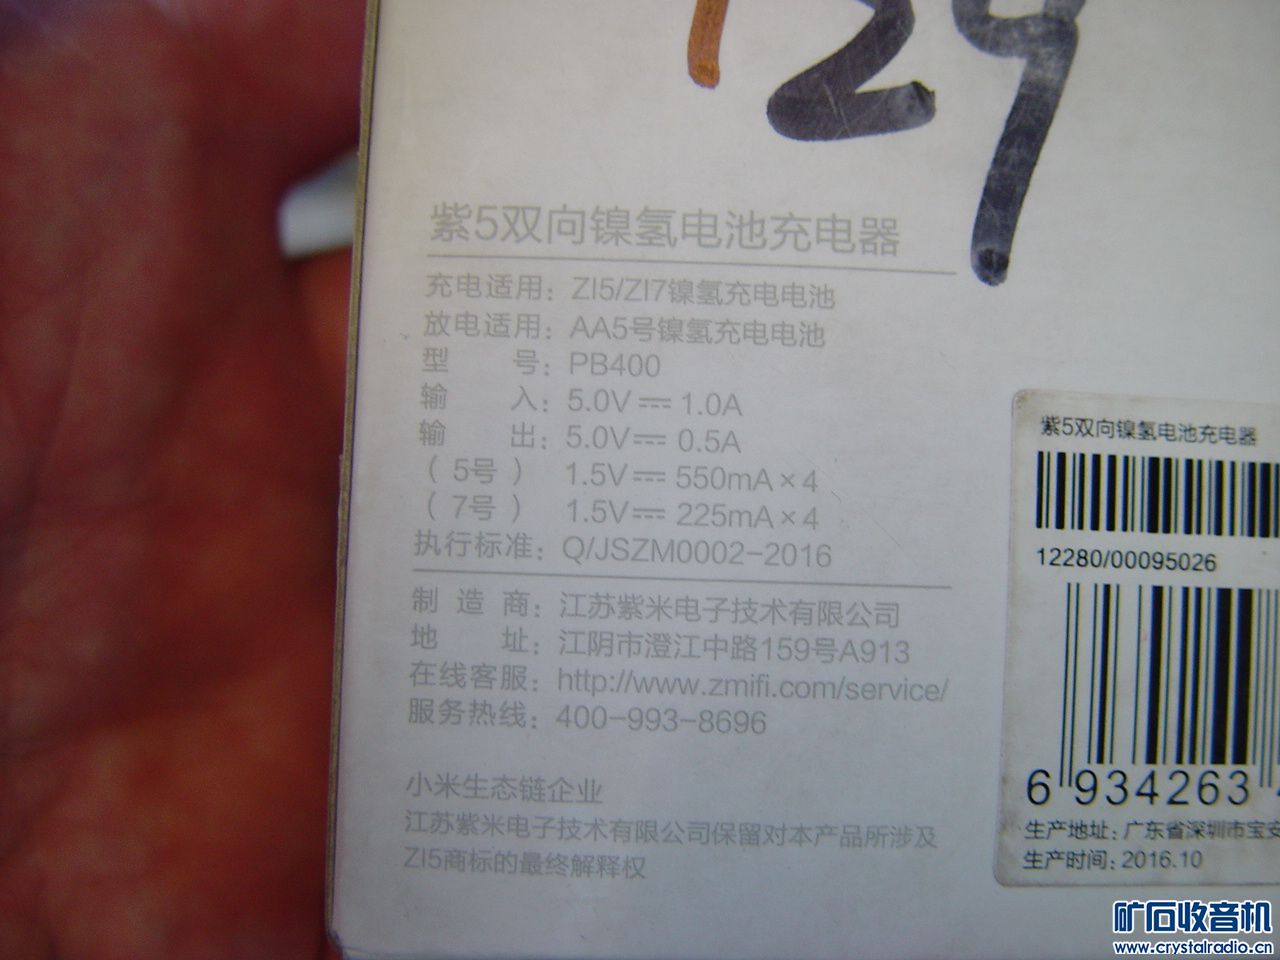 124
紫5双向镍氢电池充电器
充电适用：ZI5/ZI7镍氢充电电池
放电适用：AA5号镍氢充电电池
型 号：PB400
输 入：5.0V⎓1.0A
输 出：5.0V⎓0.5A
（5号） 1.5V⎓550mA×4
（7号） 1.5V⎓225mA×4
执行标准：Q/JSZM0002-2016
制 造 商：江苏紫米电子技术有限公司
地 址：江阴市澄江中路159号A913
在线客服：http://www.zmifi.com/service/
服务热线：400-993-8696
小米生态链企业
江苏紫米电子技术有限公司保留对本产品所涉及
ZI5商标的最终解释权
紫5双向镍氢电池充电器
12280/00095026
6 934263
生产地址：广东省深圳市宝安
生产时间：2016.10
矿石收音机
www.crystalradio.cn